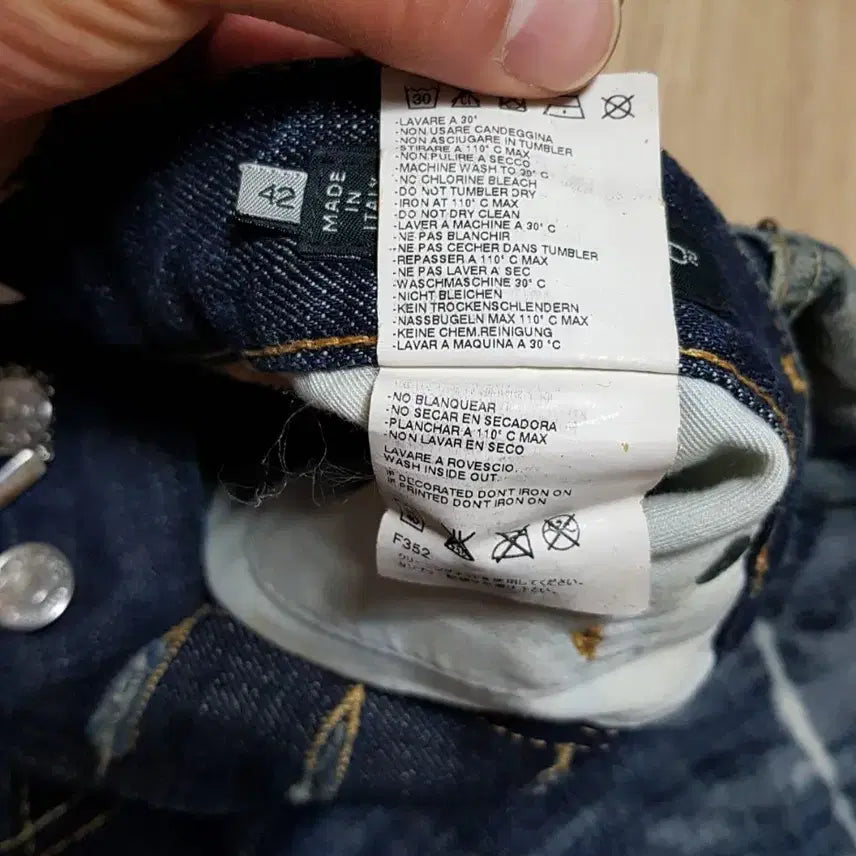 42
MADE
IN
ITALY
30
-LAVARE A 30°
-NON USARE CANDEGGINA
-NON ASCIUGARE IN TUMBLER
-STIRARE A 110° C MAX
-NON PULIRE A SECCO
-MACHINE WASH TO 30° C
-NO CHLORINE BLEACH
-DO NOT TUMBLER DRY
-IRON AT 110° C MAX
-DO NOT DRY CLEAN
-LAVER A MACHINE A 30° C
-NE PAS BLANCHIR
-NE PAS CECHER DANS TUMBLER
-REPASSER A 110° C MAX
-NE PAS LAVER A SEC
-WASCHMASCHINE 30° C
-NICHT BLEICHEN
-KEIN TROCKENSCHLENDERN
-NASSBÜGELN MAX 110° C MAX
-KEINE CHEM.REINIGUNG
-LAVAR A MAQUINA A 30 °C
-NO BLANQUEAR
-NO SECAR EN SECADORA
-PLANCHAR A 110° C MAX
-NON LAVAR EN SECO
LAVARE A ROVESCIO...
WASH INSIDE OUT...
IF DECORATED DONT IRON ON
IF PRINTED DONT IRON ON
F352